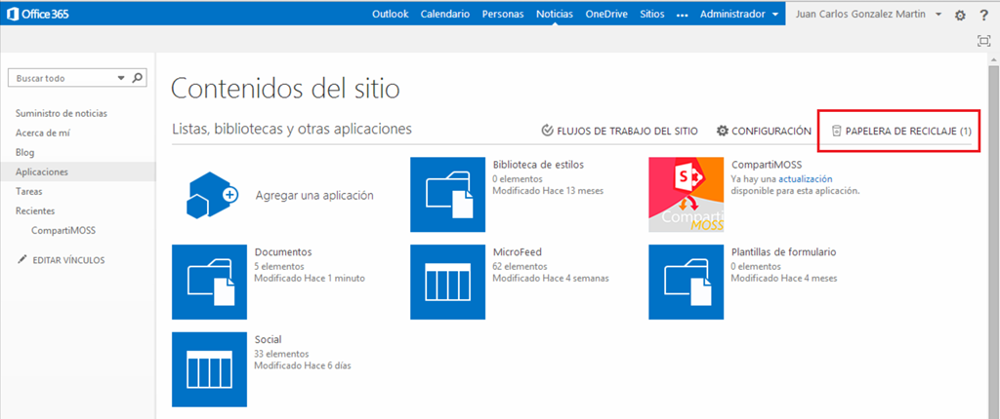 Office 365
Outlook Calendario Personas Noticias OneDrive Sitios ••• Administrador Juan Carlos Gonzalez Martin ?
Buscar todo
Suministro de noticias
Acerca de mí
Blog
Aplicaciones
Tareas
Recientes
CompartiMOSS
EDITAR VÍNCULOS
Contenidos del sitio
Listas, bibliotecas y otras aplicaciones
FLUJOS DE TRABAJO DEL SITIO
CONFIGURACIÓN
PAPELERA DE RECICLAJE (1)
Agregar una aplicación
Biblioteca de estilos
0 elementos
Modificado Hace 13 meses
S
Comparti
MOSS
CompartiMOSS
Ya hay una actualización
disponible para esta aplicación.
Documentos
5 elementos
Modificado Hace 1 minuto
MicroFeed
62 elementos
Modificado Hace 4 semanas
Plantillas de formulario
0 elementos
Modificado Hace 4 meses
Social
33 elementos
Modificado Hace 6 días